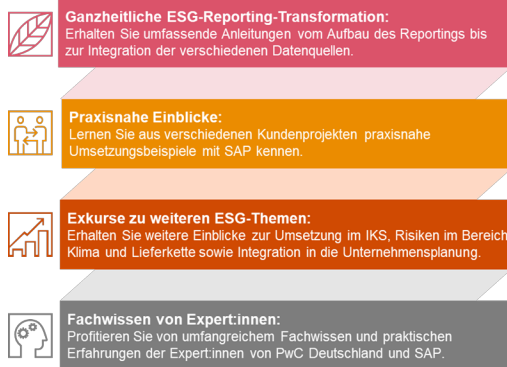 Ganzheitliche ESG-Reporting-Transformation:
Erhalten Sie umfassende Anleitungen vom Aufbau des Reportings bis
zur Integration der verschiedenen Datenquellen.
Praxisnahe Einblicke:
Lernen Sie aus verschiedenen Kundenprojekten praxisnahe
Umsetzungsbeispiele mit SAP kennen.
Exkurse zu weiteren ESG-Themen:
Erhalten Sie weitere Einblicke zur Umsetzung im IKS, Risiken im Bereich
Klima und Lieferkette sowie Integration in die Unternehmensplanung.
Fachwissen von Expert:innen:
Profitieren Sie von umfangreichem Fachwissen und praktischen
Erfahrungen der Expert:innen von PwC Deutschland und SAP.